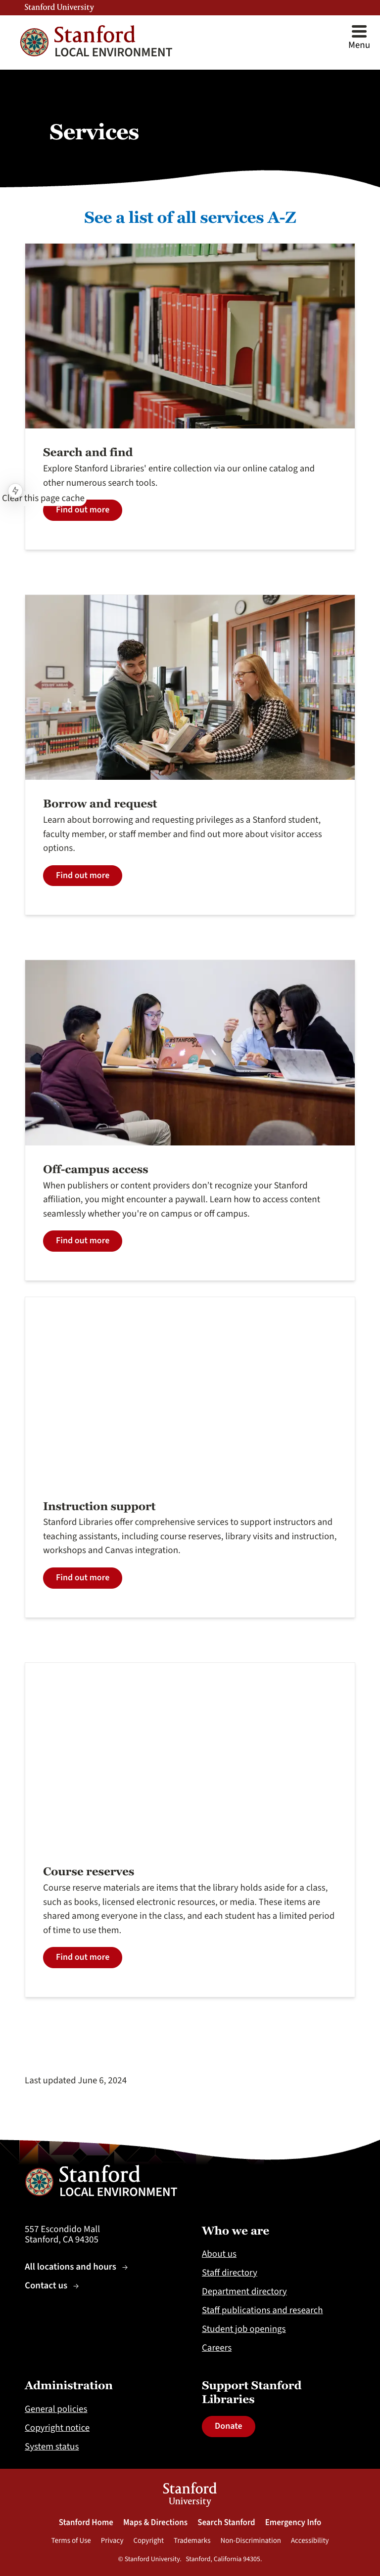 Stanford University
Stanford
LOCAL ENVIRONMENT
Menu
Services
See a list of all services A-Z
Search and find
Explore Stanford Libraries' entire collection via our online catalog and
other numerous search tools.
Clear this page cache
Find out more
Borrow and request
Learn about borrowing and requesting privileges as a Stanford student,
faculty member, or staff member and find out more about visitor access
options.
Find out more
Off-campus access
When publishers or content providers don't recognize your Stanford
affiliation, you might encounter a paywall. Learn how to access content
seamlessly whether you're on campus or off campus.
Find out more
Instruction support
Stanford Libraries offer comprehensive services to support instructors and
teaching assistants, including course reserves, library visits and instruction,
workshops and Canvas integration.
Find out more
Course reserves
Course reserve materials are items that the library holds aside for a class,
such as books, licensed electronic resources, or media. These items are
shared among everyone in the class, and each student has a limited period
of time to use them.
Find out more
Last updated June 6, 2024
Stanford
LOCAL ENVIRONMENT
557 Escondido Mall
Stanford, CA 94305
All locations and hours →
Contact us →
Who we are
About us
Staff directory
Department directory
Staff publications and research
Student job openings
Careers
Administration
General policies
Copyright notice
System status
Support Stanford
Libraries
Donate
Stanford
University
Stanford Home Maps & Directions Search Stanford Emergency Info
Terms of Use Privacy Copyright Trademarks Non-Discrimination Accessibility
© Stanford University. Stanford, California 94305.